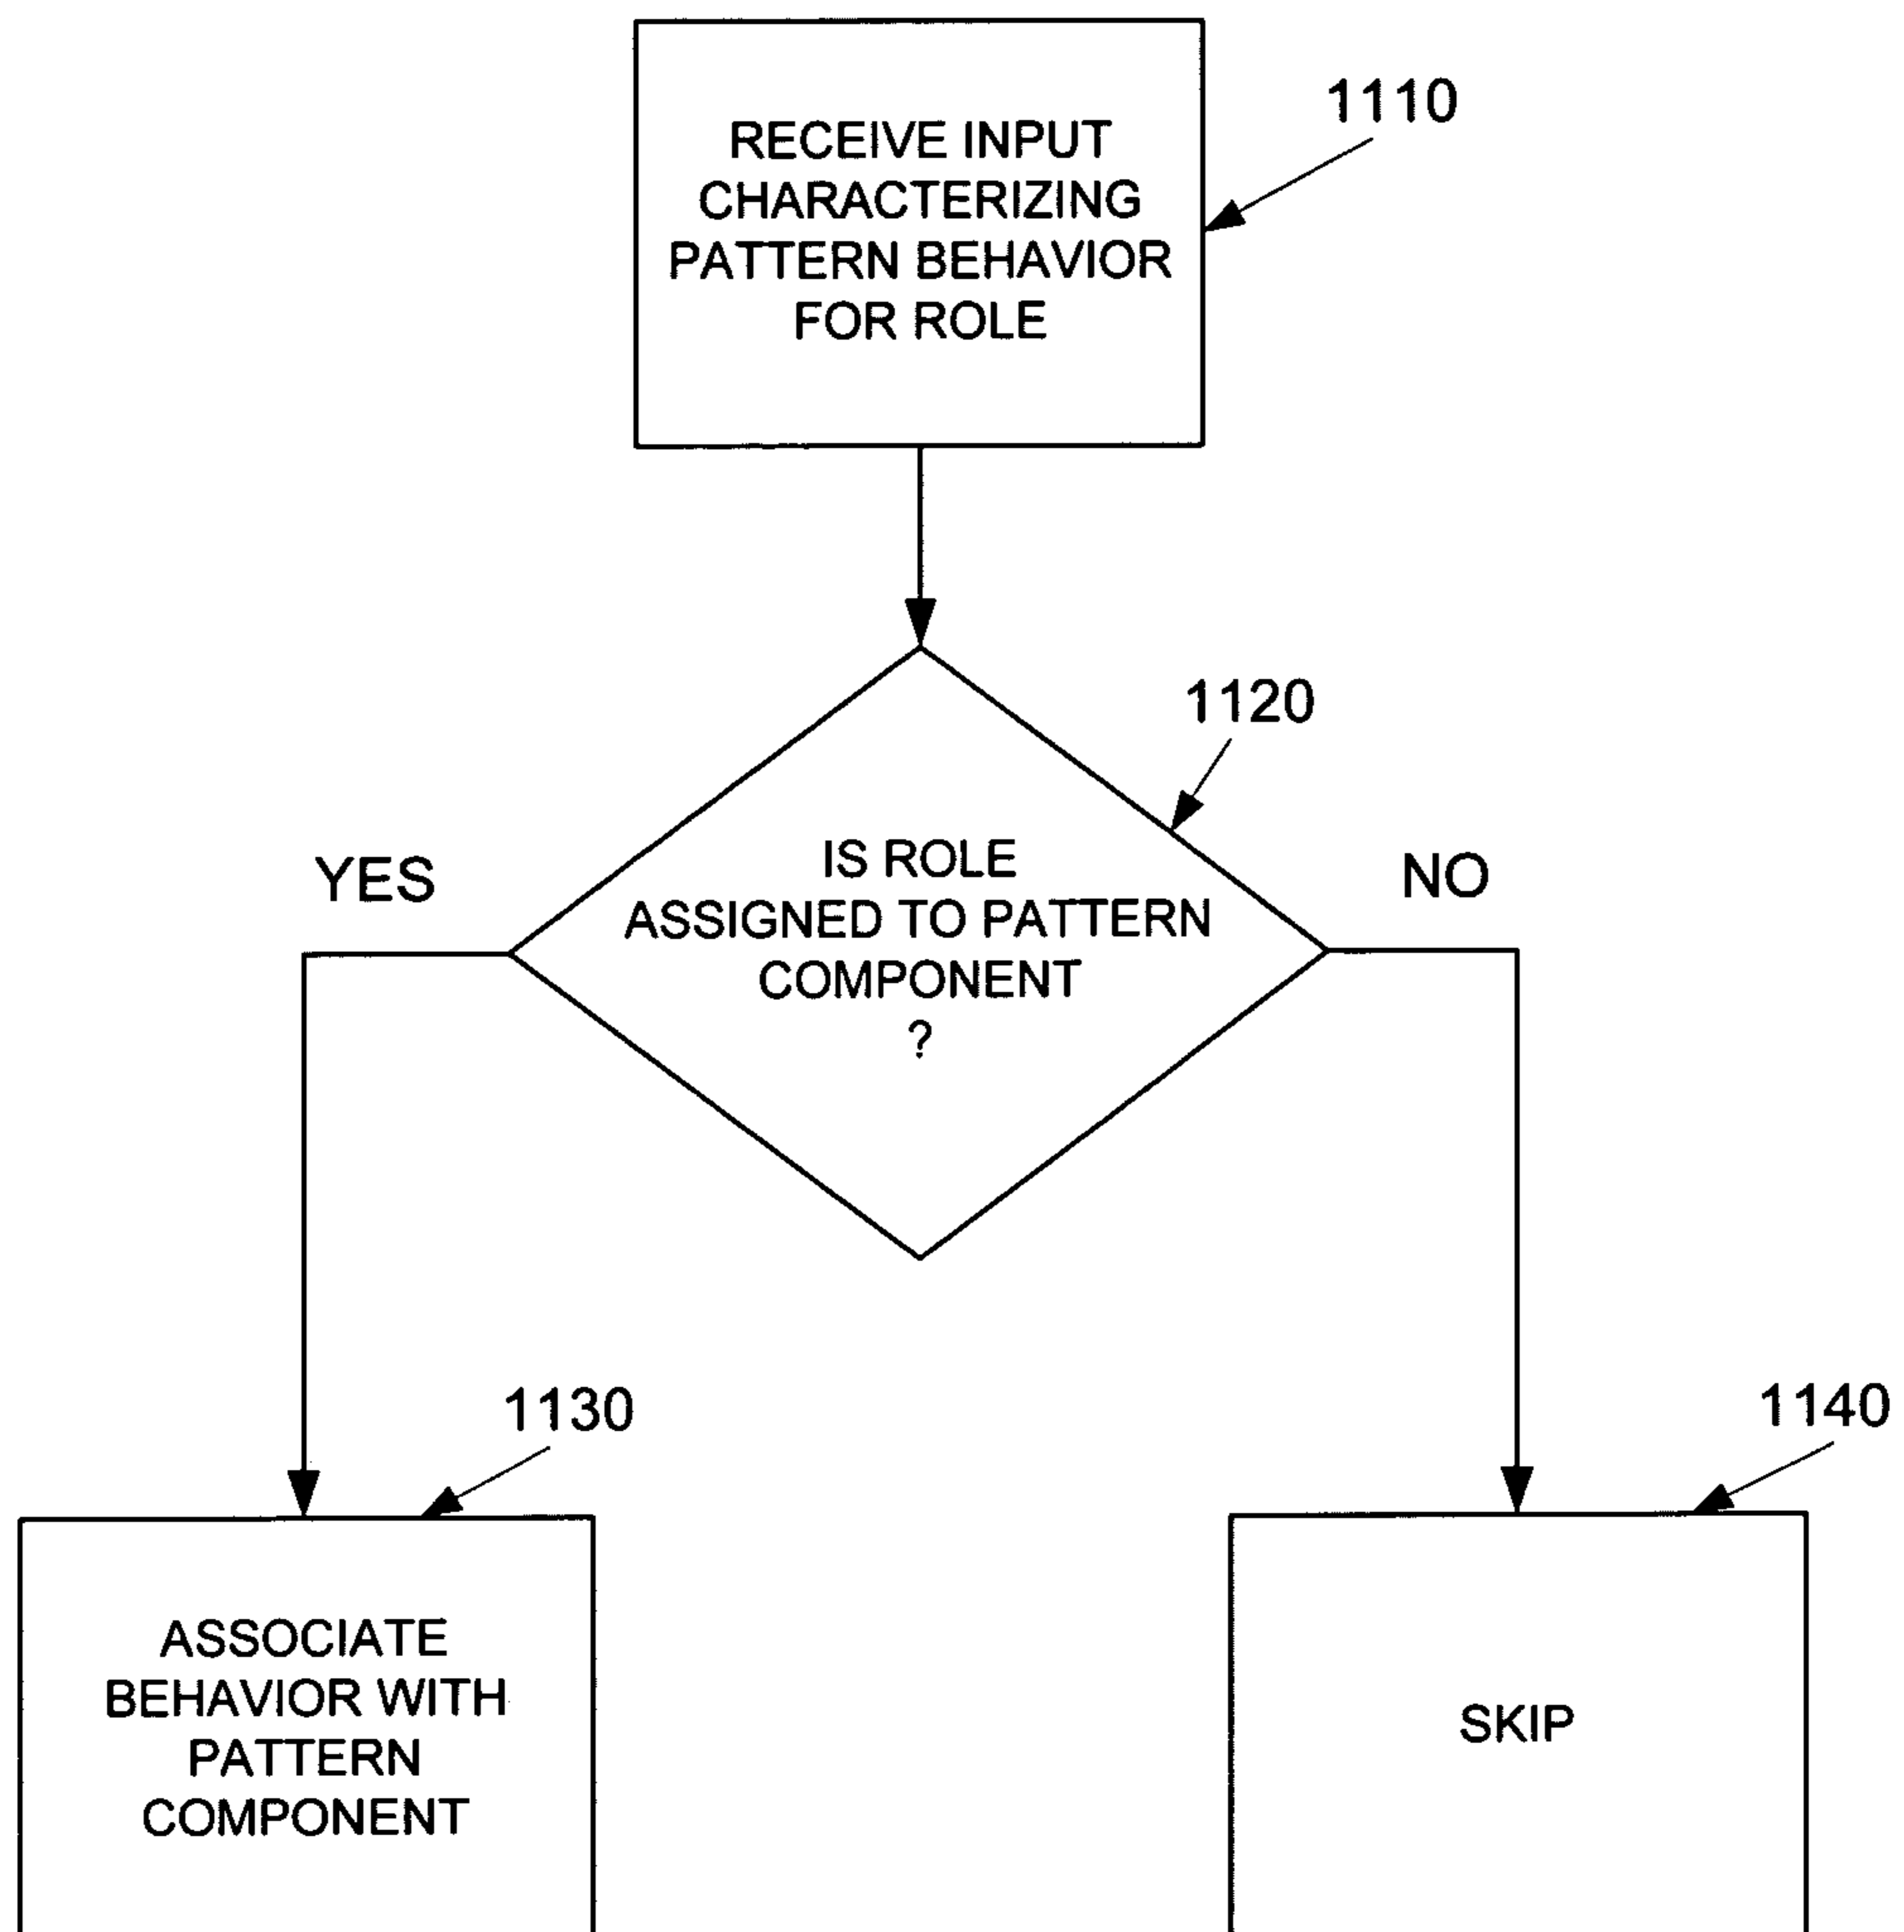 RECEIVE INPUT
CHARACTERIZING
PATTERN BEHAVIOR
FOR ROLE
1110
1120
IS ROLE
ASSIGNED TO PATTERN
COMPONENT
?
YES
NO
1130
ASSOCIATE
BEHAVIOR WITH
PATTERN
COMPONENT
1140
SKIP